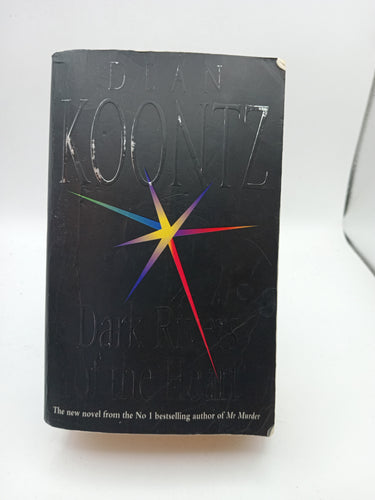 DEAN
KOONTZ
Dark Rivers
of the Heart
The new novel from the No 1 bestselling author of Mr Murder